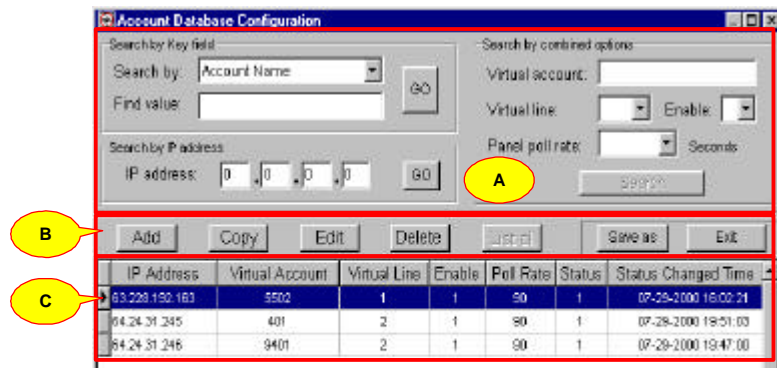 Account Database Configuration
Search by Key field
Search by: Account Name
Find value:
GO
Search by IP address
IP address: 0 . 0 . 0 . 0
GO
Search by combined options
Virtual account:
Virtual line: Enable:
Panel poll rate: Seconds
Search
A
B
Add Copy Edit Delete List all Save as Exit
C
IP Address Virtual Account Virtual Line Enable Poll Rate Status Status Changed Time
63.228.192.163 5502 1 1 90 1 07-29-2000 16:02:21
64.24.31.245 401 2 1 90 1 07-29-2000 19:51:03
64.24.31.246 9401 2 1 90 1 07-29-2000 19:47:00